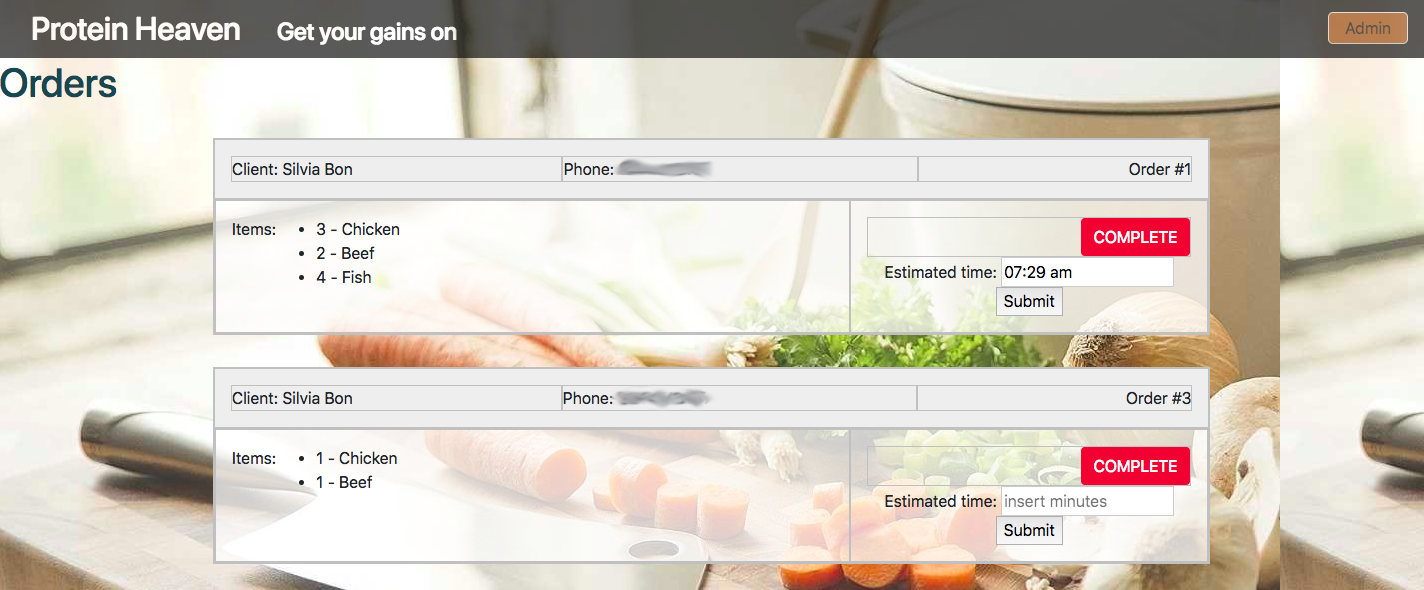 Protein Heaven Get your gains on Admin
Orders
Client: Silvia Bon Phone: Order #1
Items: • 3 - Chicken COMPLETE
• 2 - Beef
• 4 - Fish
Estimated time: 07:29 am
Submit
Client: Silvia Bon Phone: Order #3
Items: • 1 - Chicken COMPLETE
• 1 - Beef
Estimated time: insert minutes
Submit